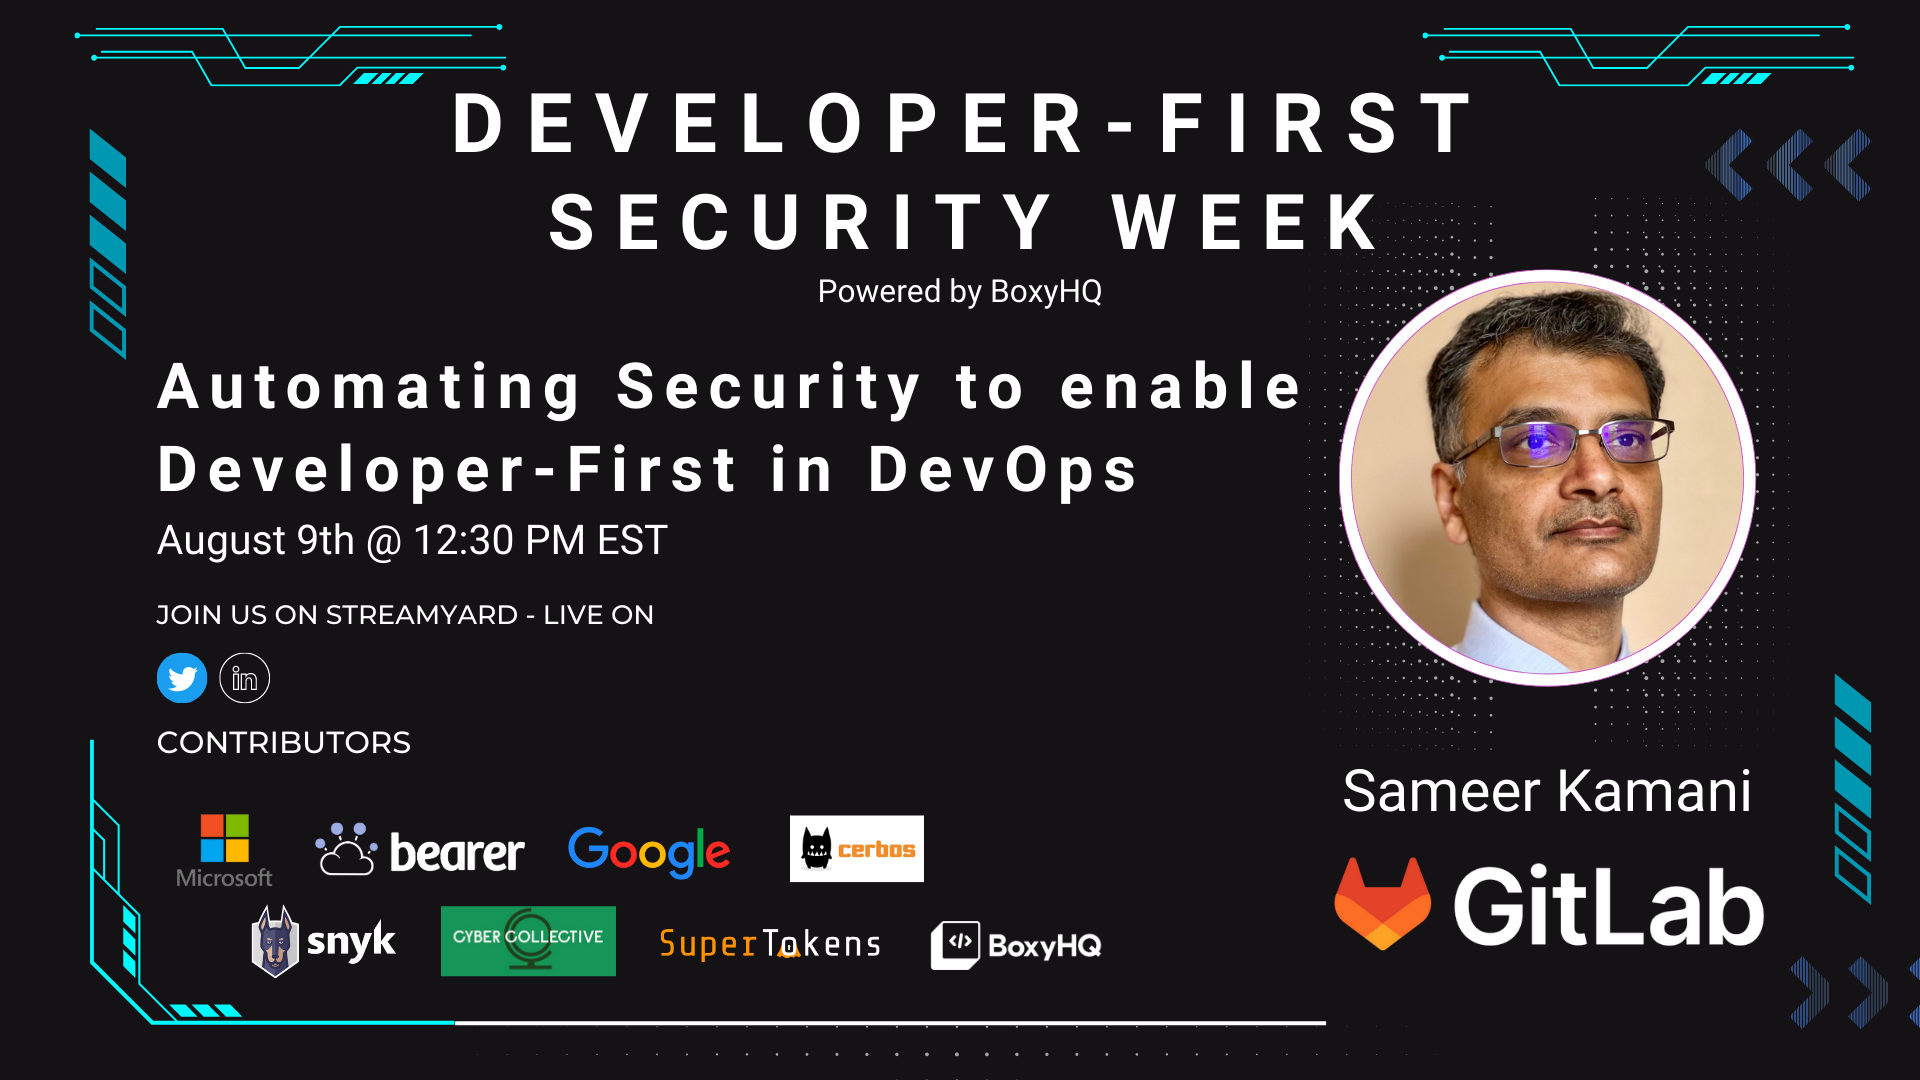 DEVELOPER-FIRST
SECURITY WEEK
Powered by BoxyHQ
Automating Security to enable
Developer-First in DevOps
August 9th @ 12:30 PM EST
JOIN US ON STREAMYARD - LIVE ON
in
CONTRIBUTORS
Microsoft
bearer
Google
cerbos
snyk
CYBER COLLECTIVE
SuperTokens
</> BoxyHQ
Sameer Kamani
GitLab